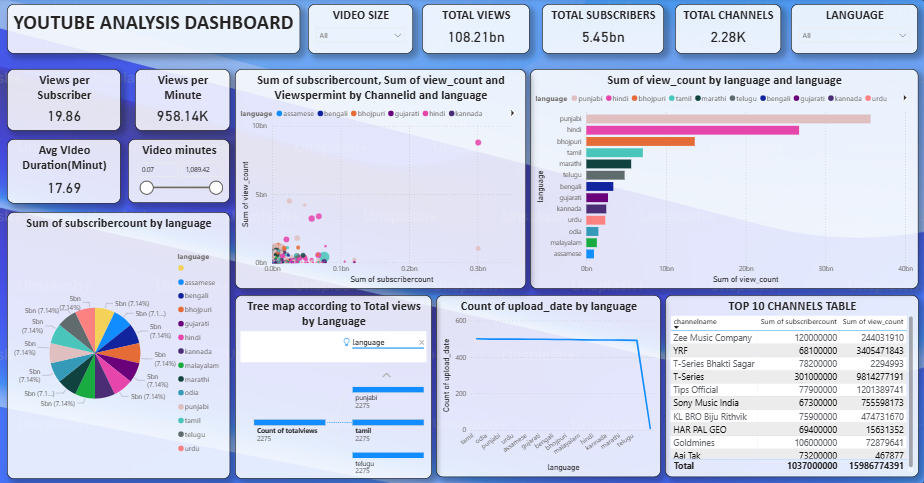 YOUTUBE ANALYSIS DASHBOARD
VIDEO SIZE
All
TOTAL VIEWS
108.21bn
TOTAL SUBSCRIBERS
5.45bn
TOTAL CHANNELS
2.28K
LANGUAGE
All
Views per
Subscriber
19.86
Views per
Minute
958.14K
Avg VIdeo
Duration(Minut)
17.69
Video minutes
0.07 1,089.42
Sum of subscribercount, Sum of view_count and
Viewspermint by Channelid and language
language assamese bengali bhojpuri gujarati hindi kannada
10bn
5bn
0bn
Sum of view_count
0.0bn 0.1bn 0.2bn 0.3bn
Sum of subscribercount
Sum of view_count by language and language
language punjabi hindi bhojpuri tamil marathi telugu bengali gujarati kannada urdu
language
punjabi
hindi
bhojpuri
tamil
marathi
telugu
bengali
gujarati
kannada
urdu
odia
malayalam
assamese
0bn 10bn 20bn 30bn 40bn
Sum of view_count
Sum of subscribercount by language
language
assamese
bengali
bhojpuri
gujarati
hindi
kannada
malayalam
marathi
odia
punjabi
tamil
telugu
urdu
5bn (7.14%)
5bn (7.1...)
5bn
(7.14%)
5bn
(7.14%)
5bn
(7.14%)
5bn (7.14%)
5bn (7.14%)
5bn (7.14%)
5bn (7.1...)
5bn
(7.14%)
5bn
(7.14%)
5bn
(7.14%)
5bn (7.14%)
Tree map according to Total views
by Language
language
Count of totalviews
2275
punjabi
2275
tamil
2275
telugu
2275
Count of upload_date by language
600
400
200
0
Count of upload_date
tamil odia punjabi urdu assamese gujarati bengali bhojpuri malayalam hindi kannada marathi telugu
language
TOP 10 CHANNELS TABLE
channelname Sum of subscribercount Sum of view_count
Zee Music Company 120000000 244031910
YRF 68100000 3405471843
T-Series Bhakti Sagar 78200000 2294993
T-Series 301000000 9814277191
Tips Official 77900000 1201389741
Sony Music India 67300000 755598173
KL BRO Biju Rithvik 75900000 474731670
HAR PAL GEO 69400000 15631352
Goldmines 106000000 72879641
Aaj Tak 73200000 467877
Total 1037000000 15986774391